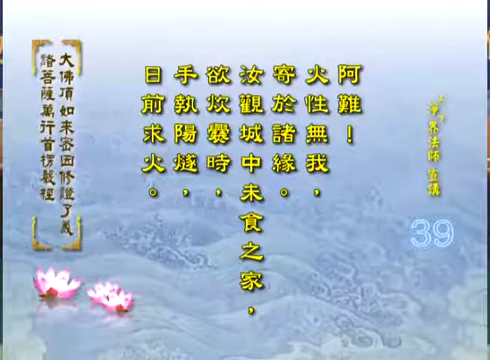 淨界法師 宣講
39
阿難！
火性無我，
寄於諸緣。
汝觀城中未食之家，
欲炊爨時，
手執陽燧，
日前求火。
大佛頂如來密因修證了義
諸菩薩萬行首楞嚴經